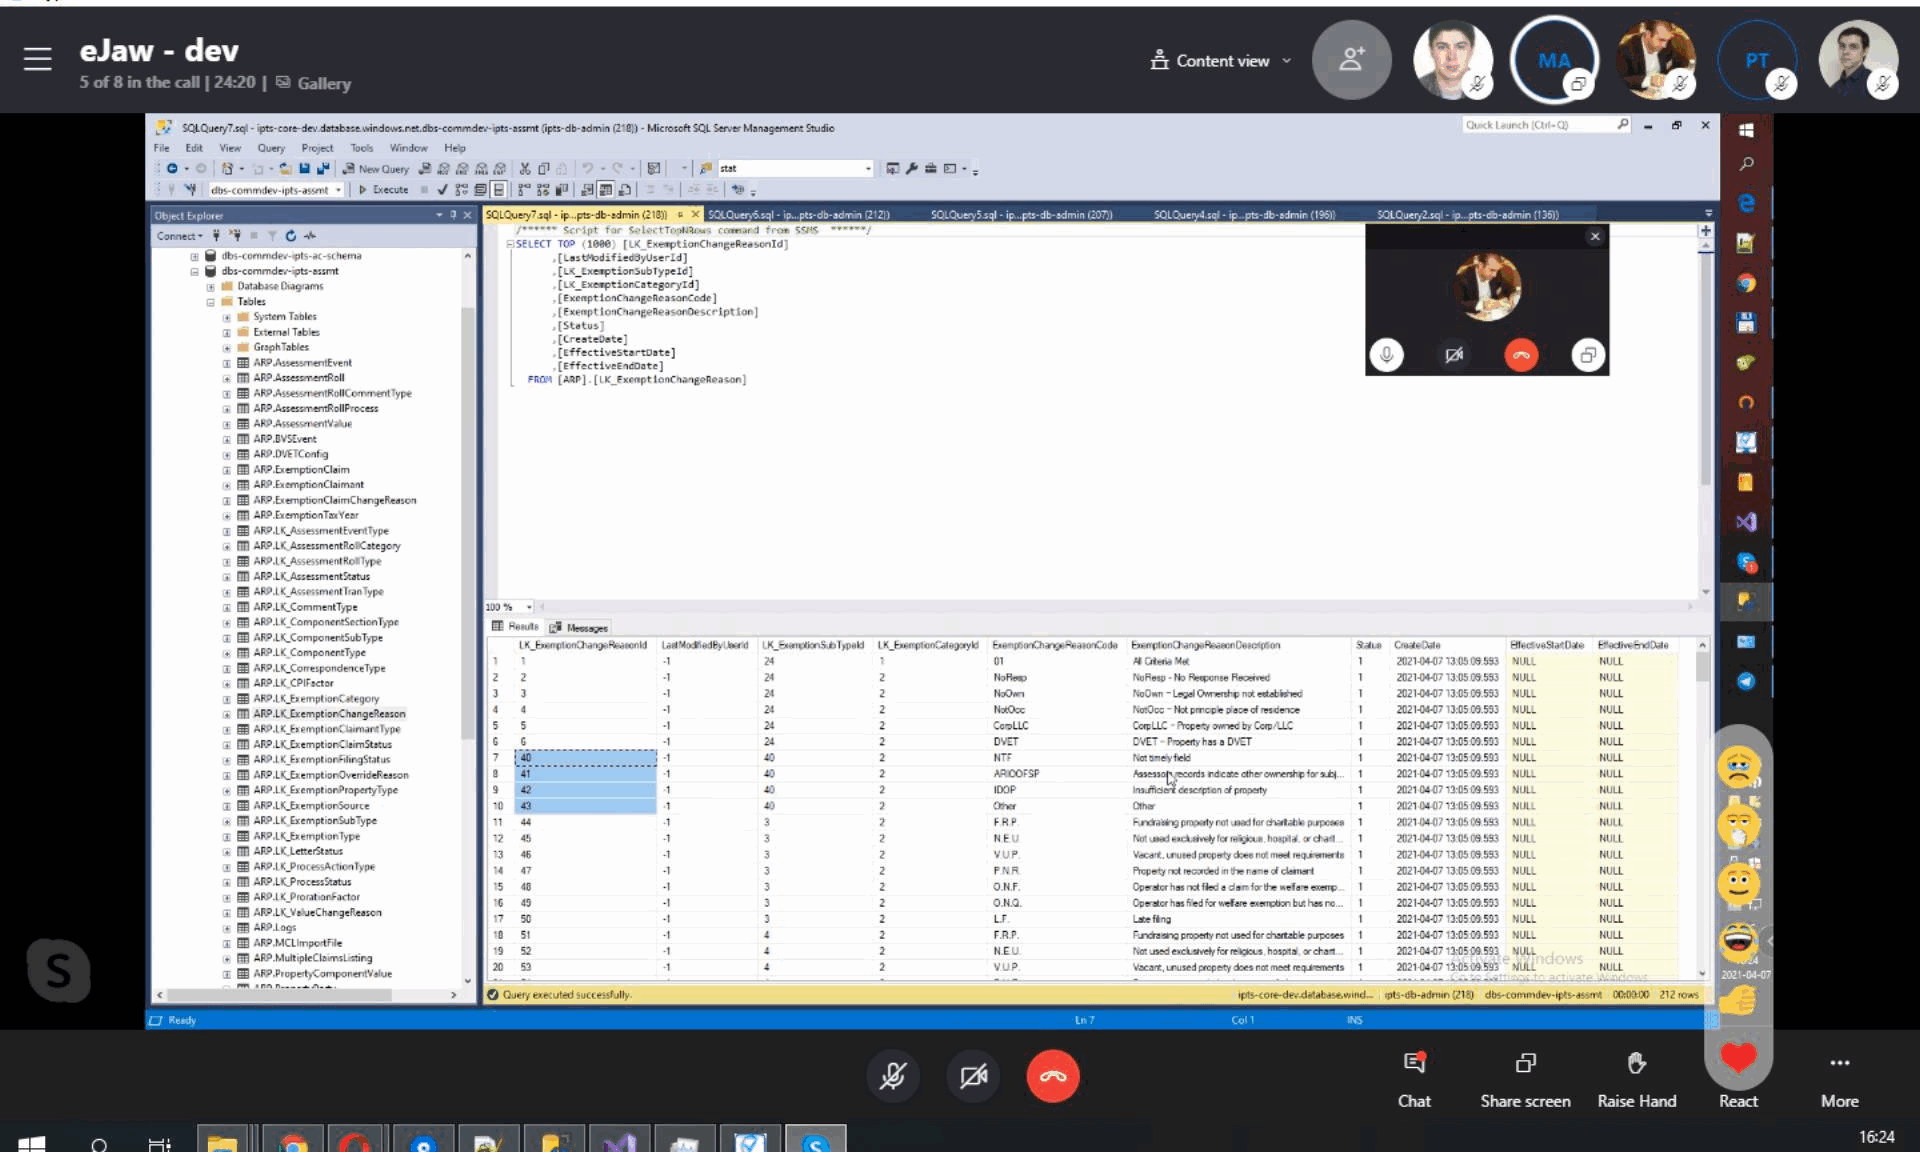 eJaw - dev
5 of 8 in the call | 24:20 | Gallery
Content view
MA
PT
SQLQuery7.sql - ipts-core-dev.database.windows.net.dbs-commdev-ipts-assmt (ipts-db-admin (218)) - Microsoft SQL Server Management Studio
Quick Launch (Ctrl+Q)
File Edit View Query Project Tools Window Help
New Query stat
dbs-commdev-ipts-assmt Execute
Object Explorer
SQLQuery7.sql - ip...pts-db-admin (218)) SQLQuery6.sql - ip...pts-db-admin (212)) SQLQuery5.sql - ip...pts-db-admin (207)) SQLQuery4.sql - ip...pts-db-admin (196)) SQLQuery2.sql - ip...pts-db-admin (136))
Connect
dbs-commdev-ipts-ac-schema
dbs-commdev-ipts-assmt
Database Diagrams
Tables
System Tables
External Tables
GraphTables
ARP.AssessmentEvent
ARP.AssessmentRoll
ARP.AssessmentRollCommentType
ARP.AssessmentRollProcess
ARP.AssessmentValue
ARP.BVSEvent
ARP.DVETConfig
ARP.ExemptionClaim
ARP.ExemptionClaimant
ARP.ExemptionClaimChangeReason
ARP.ExemptionTaxYear
ARP.LK_AssessmentEventType
ARP.LK_AssessmentRollCategory
ARP.LK_AssessmentRollType
ARP.LK_AssessmentStatus
ARP.LK_AssessmentTranType
ARP.LK_CommentType
ARP.LK_ComponentSectionType
ARP.LK_ComponentSubType
ARP.LK_ComponentType
ARP.LK_CorrespondenceType
ARP.LK_CPIFactor
ARP.LK_ExemptionCategory
ARP.LK_ExemptionChangeReason
ARP.LK_ExemptionClaimantType
ARP.LK_ExemptionClaimStatus
ARP.LK_ExemptionFilingStatus
ARP.LK_ExemptionOverrideReason
ARP.LK_ExemptionPropertyType
ARP.LK_ExemptionSource
ARP.LK_ExemptionSubType
ARP.LK_ExemptionType
ARP.LK_LetterStatus
ARP.LK_ProcessActionType
ARP.LK_ProcessStatus
ARP.LK_ProrationFactor
ARP.LK_ValueChangeReason
ARP.Logs
ARP.MCLImportFile
ARP.MultipleClaimsListing
ARP.PropertyComponentValue
/****** Script for SelectTopNRows command from SSMS ******/
SELECT TOP (1000) [LK_ExemptionChangeReasonId]
,[LastModifiedByUserId]
,[LK_ExemptionSubTypeId]
,[LK_ExemptionCategoryId]
,[ExemptionChangeReasonCode]
,[ExemptionChangeReasonDescription]
,[Status]
,[CreateDate]
,[EffectiveStartDate]
,[EffectiveEndDate]
FROM [ARP].[LK_ExemptionChangeReason]
100 %
Results Messages
LK_ExemptionChangeReasonId LastModifiedByUserId LK_ExemptionSubTypeId LK_ExemptionCategoryId ExemptionChangeReasonCode ExemptionChangeReasonDescription Status CreateDate EffectiveStartDate EffectiveEndDate
1 1 -1 24 1 01 All Criteria Met 1 2021-04-07 13:05:09.593 NULL NULL
2 2 -1 24 2 NoResp NoResp - No Response Received 1 2021-04-07 13:05:09.593 NULL NULL
3 3 -1 24 2 NoOwn NoOwn - Legal Ownership not established 1 2021-04-07 13:05:09.593 NULL NULL
4 4 -1 24 2 NotOcc NotOcc - Not principle place of residence 1 2021-04-07 13:05:09.593 NULL NULL
5 5 -1 24 2 CorpLLC CorpLLC - Property owned by Corp/LLC 1 2021-04-07 13:05:09.593 NULL NULL
6 6 -1 24 2 DVET DVET - Property has a DVET 1 2021-04-07 13:05:09.593 NULL NULL
7 40 -1 40 2 NTF Not timely field 1 2021-04-07 13:05:09.593 NULL NULL
8 41 -1 40 2 ARIOOFSP Assessor records indicate other ownership for subj... 1 2021-04-07 13:05:09.593 NULL NULL
9 42 -1 40 2 IDOP Insufficient description of property 1 2021-04-07 13:05:09.593 NULL NULL
10 43 -1 40 2 Other Other 1 2021-04-07 13:05:09.593 NULL NULL
11 44 -1 3 2 F.R.P. Fundraising property not used for charitable purposes 1 2021-04-07 13:05:09.593 NULL NULL
12 45 -1 3 2 N.E.U. Not used exclusively for religious, hospital, or charit... 1 2021-04-07 13:05:09.593 NULL NULL
13 46 -1 3 2 V.U.P. Vacant, unused property does not meet requirements 1 2021-04-07 13:05:09.593 NULL NULL
14 47 -1 3 2 P.N.R. Property not recorded in the name of claimant 1 2021-04-07 13:05:09.593 NULL NULL
15 48 -1 3 2 O.N.F. Operator has not filed a claim for the welfare exemp... 1 2021-04-07 13:05:09.593 NULL NULL
16 49 -1 3 2 O.N.Q. Operator has filed for welfare exemption but has no... 1 2021-04-07 13:05:09.593 NULL NULL
17 50 -1 3 2 L.F. Late filing 1 2021-04-07 13:05:09.593 NULL NULL
18 51 -1 4 2 F.R.P. Fundraising property not used for charitable purposes 1 2021-04-07 13:05:09.593 NULL NULL
19 52 -1 4 2 N.E.U. Not used exclusively for religious, hospital, or charit... 1 2021-04-07 13:05:09.593 NULL NULL
20 53 -1 4 2 V.U.P. Vacant, unused property does not meet requirements 1 2021-04-07 13:05:09.593 NULL NULL
Activate Windows
Go to Settings to activate Windows.
2021-04-07
Query executed successfully. ipts-core-dev.database.wind... ipts-db-admin (218) dbs-commdev-ipts-assmt 00:00:00 212 rows
Ready Ln 7 Col 1 INS
Chat Share screen Raise Hand React More
16:24